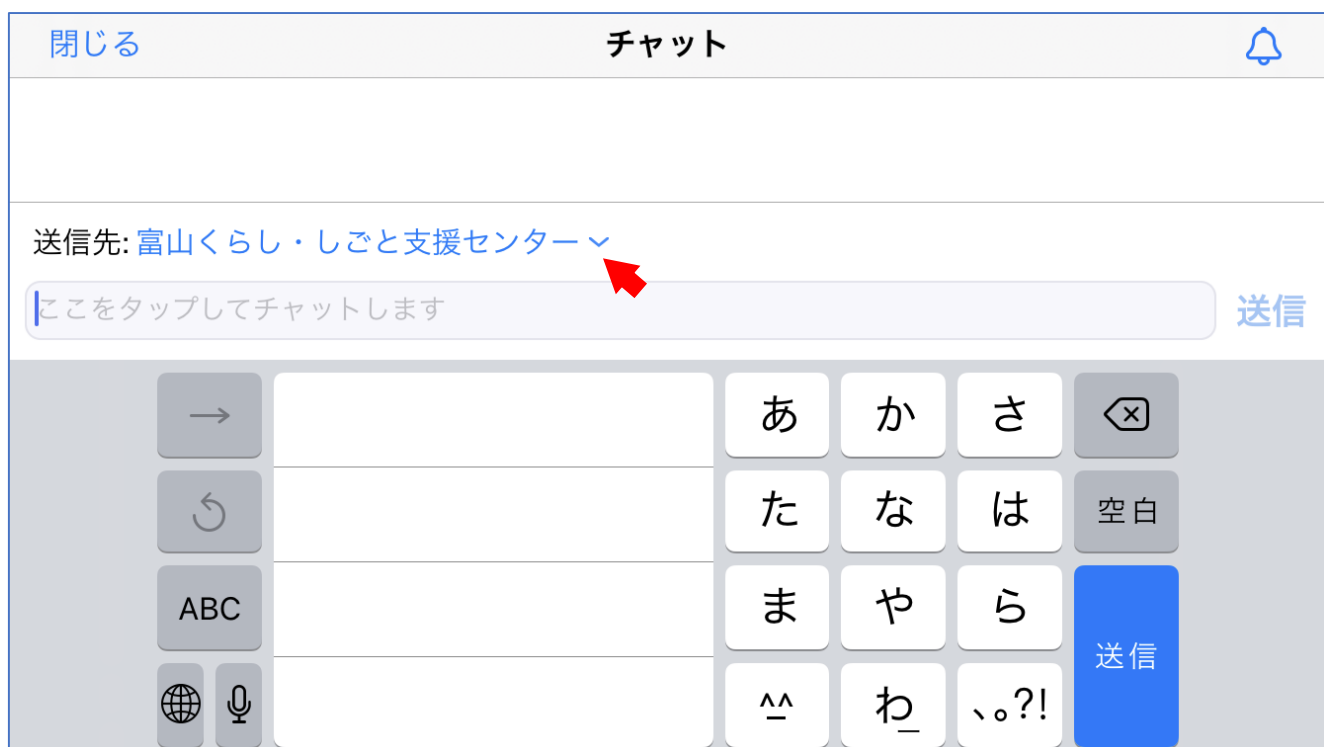 閉じる チャット
送信先: 富山くらし・しごと支援センター
ここをタップしてチャットします 送信
→ あ か さ
た な は 空白
ABC ま や ら 送信
^_^ わ_ 、。?!